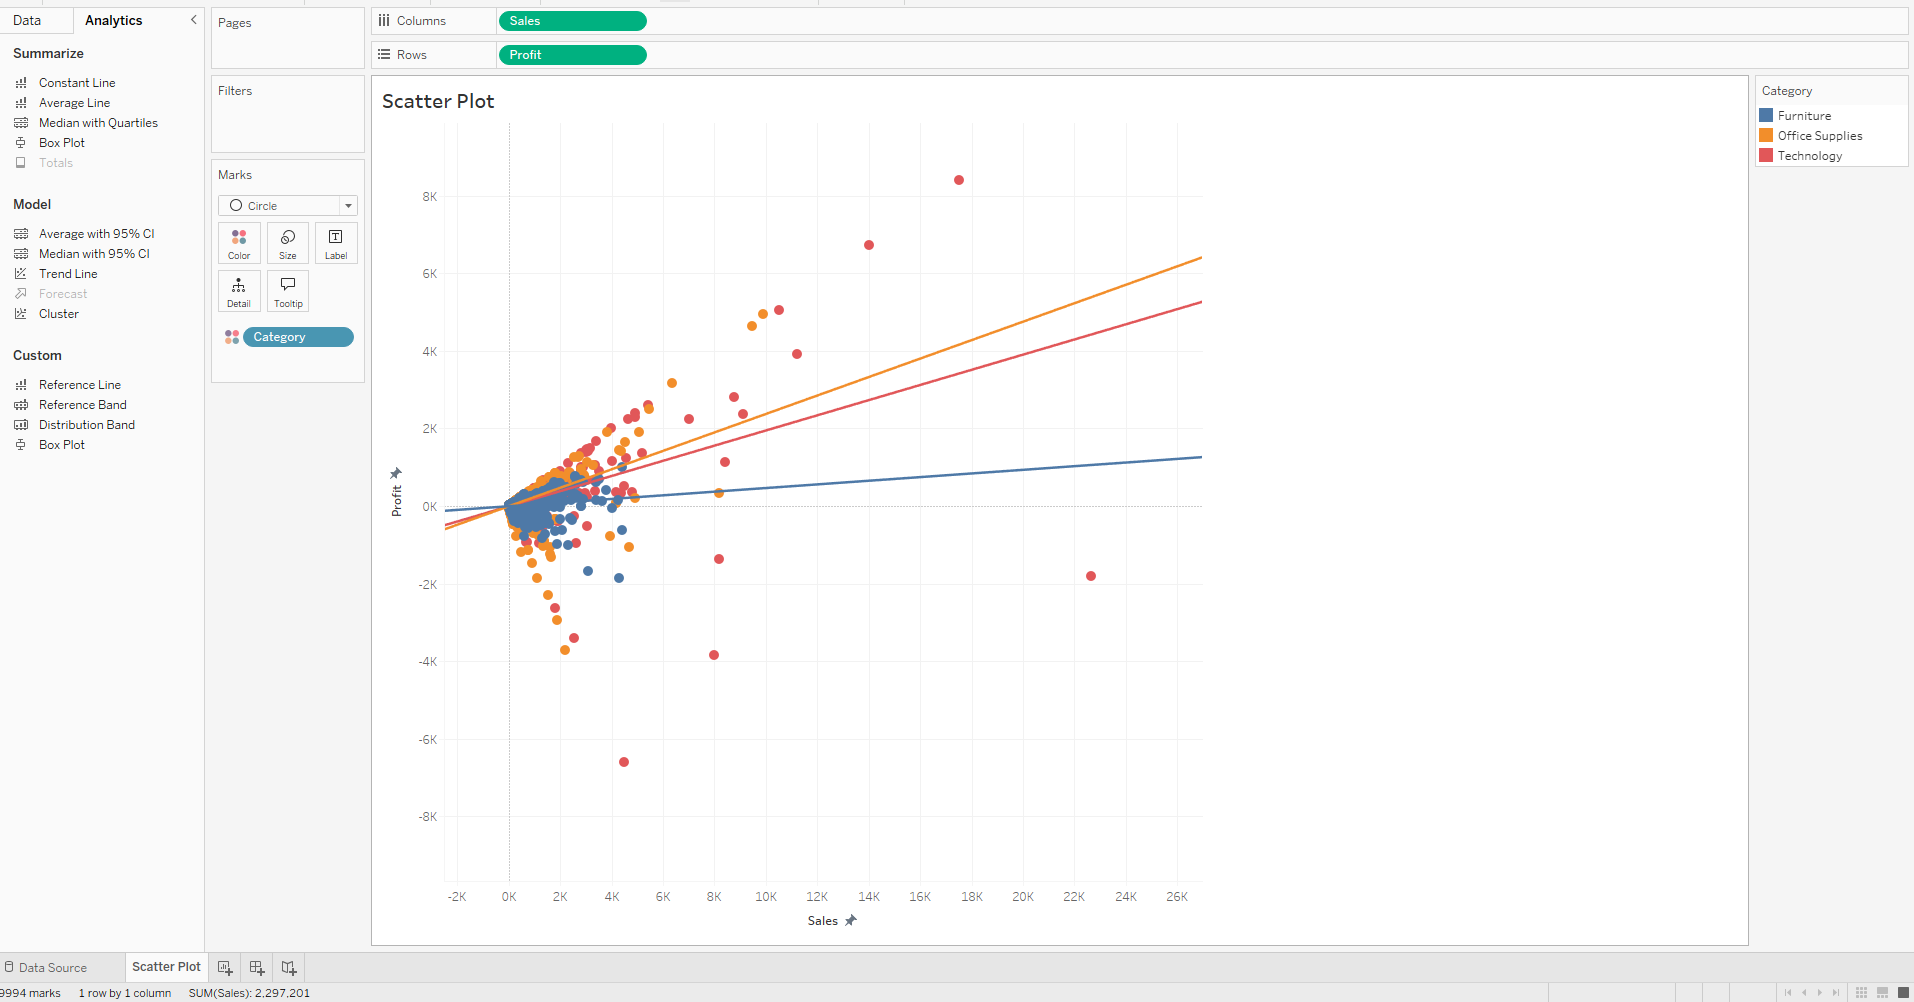 Data
Analytics
Summarize
Constant Line
Average Line
Median with Quartiles
Box Plot
Totals
Model
Average with 95% CI
Median with 95% CI
Trend Line
Forecast
Cluster
Custom
Reference Line
Reference Band
Distribution Band
Box Plot
Pages
Filters
Marks
Circle
Color
Size
Label
Detail
Tooltip
Category
Columns
Sales
Rows
Profit
Scatter Plot
8K
6K
4K
2K
0K
-2K
-4K
-6K
-8K
Profit
-2K 0K 2K 4K 6K 8K 10K 12K 14K 16K 18K 20K 22K 24K 26K
Sales
Category
Furniture
Office Supplies
Technology
Data Source
Scatter Plot
9994 marks
1 row by 1 column
SUM(Sales): 2,297,201